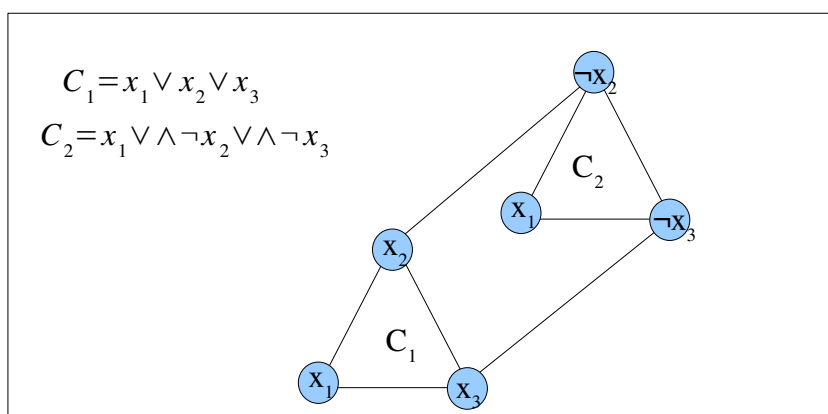 C₁=x₁∨x₂∨x₃
C₂=x₁∨∧¬x₂∨∧¬x₃
¬x₂
C₂
x₁
¬x₃
x₂
C₁
x₁
x₃